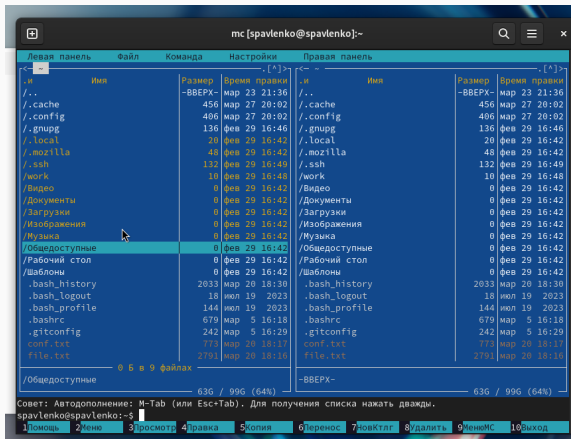 mc [spavlenko@spavlenko]:~
Левая панель Файл Команда Настройки Правая панель
<- ~ .[^]> <- ~ .[^]>
.и Имя Размер Время правки .и Имя Размер Время правки
/.. -ВВЕРХ- мар 23 21:36 /.. -ВВЕРХ- мар 23 21:36
/.cache 456 мар 27 20:02 /.cache 456 мар 27 20:02
/.config 406 мар 27 20:02 /.config 406 мар 27 20:02
/.gnupg 136 фев 29 16:46 /.gnupg 136 фев 29 16:46
/.local 20 фев 29 16:42 /.local 20 фев 29 16:42
/.mozilla 48 фев 29 16:42 /.mozilla 48 фев 29 16:42
/.ssh 132 фев 29 16:49 /.ssh 132 фев 29 16:49
/work 10 фев 29 16:48 /work 10 фев 29 16:48
/Видео 0 фев 29 16:42 /Видео 0 фев 29 16:42
/Документы 0 фев 29 16:42 /Документы 0 фев 29 16:42
/Загрузки 0 фев 29 16:42 /Загрузки 0 фев 29 16:42
/Изображения 0 фев 29 16:42 /Изображения 0 фев 29 16:42
/Музыка 0 фев 29 16:42 /Музыка 0 фев 29 16:42
/Общедоступные 0 фев 29 16:42 /Общедоступные 0 фев 29 16:42
/Рабочий стол 0 фев 29 16:42 /Рабочий стол 0 фев 29 16:42
/Шаблоны 0 фев 29 16:42 /Шаблоны 0 фев 29 16:42
.bash_history 2033 мар 20 18:30 .bash_history 2033 мар 20 18:30
.bash_logout 18 июл 19 2023 .bash_logout 18 июл 19 2023
.bash_profile 144 июл 19 2023 .bash_profile 144 июл 19 2023
.bashrc 679 мар 5 16:18 .bashrc 679 мар 5 16:18
.gitconfig 242 мар 5 16:29 .gitconfig 242 мар 5 16:29
conf.txt 773 мар 20 18:17 conf.txt 773 мар 20 18:17
file.txt 2791 мар 20 18:16 file.txt 2791 мар 20 18:16
0 Б в 9 файлах
/Общедоступные -ВВЕРХ-
63G / 99G (64%) 63G / 99G (64%)
Совет: Автодополнение: M-Tab (или Esc+Tab). Для получения списка нажать дважды.
spavlenko@spavlenko:~$
1Помощь 2Меню 3Просмотр 4Правка 5Копия 6Перенос 7НовКтлг 8Удалить 9МенюMC 10Выход